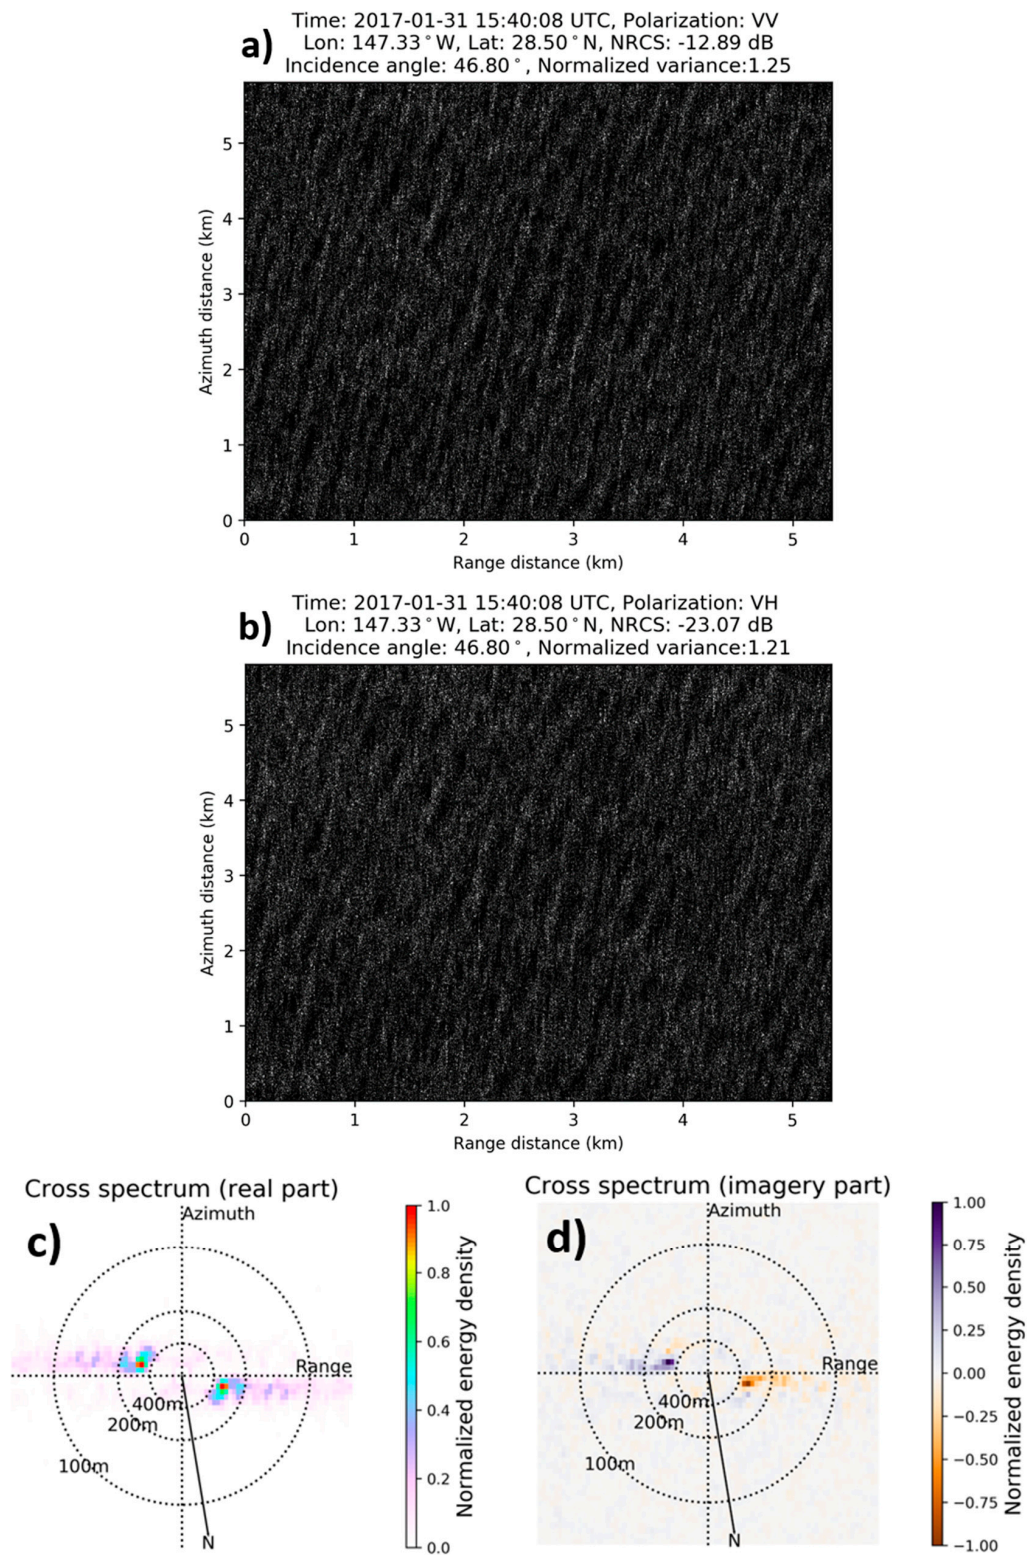 a)
Time: 2017-01-31 15:40:08 UTC, Polarization: VV
Lon: 147.33°W, Lat: 28.50°N, NRCS: -12.89 dB
Incidence angle: 46.80°, Normalized variance:1.25
5
4
3
2
1
0
Azimuth distance (km)
0 1 2 3 4 5
Range distance (km)
b)
Time: 2017-01-31 15:40:08 UTC, Polarization: VH
Lon: 147.33°W, Lat: 28.50°N, NRCS: -23.07 dB
Incidence angle: 46.80°, Normalized variance:1.21
5
4
3
2
1
0
Azimuth distance (km)
0 1 2 3 4 5
Range distance (km)
Cross spectrum (real part)
c)
Azimuth
Range
400m
200m
100m
N
1.0
0.8
0.6
0.4
0.2
0.0
Normalized energy density
Cross spectrum (imagery part)
d)
Azimuth
Range
400m
200m
100m
N
1.00
0.75
0.50
0.25
0.00
−0.25
−0.50
−0.75
−1.00
Normalized energy density